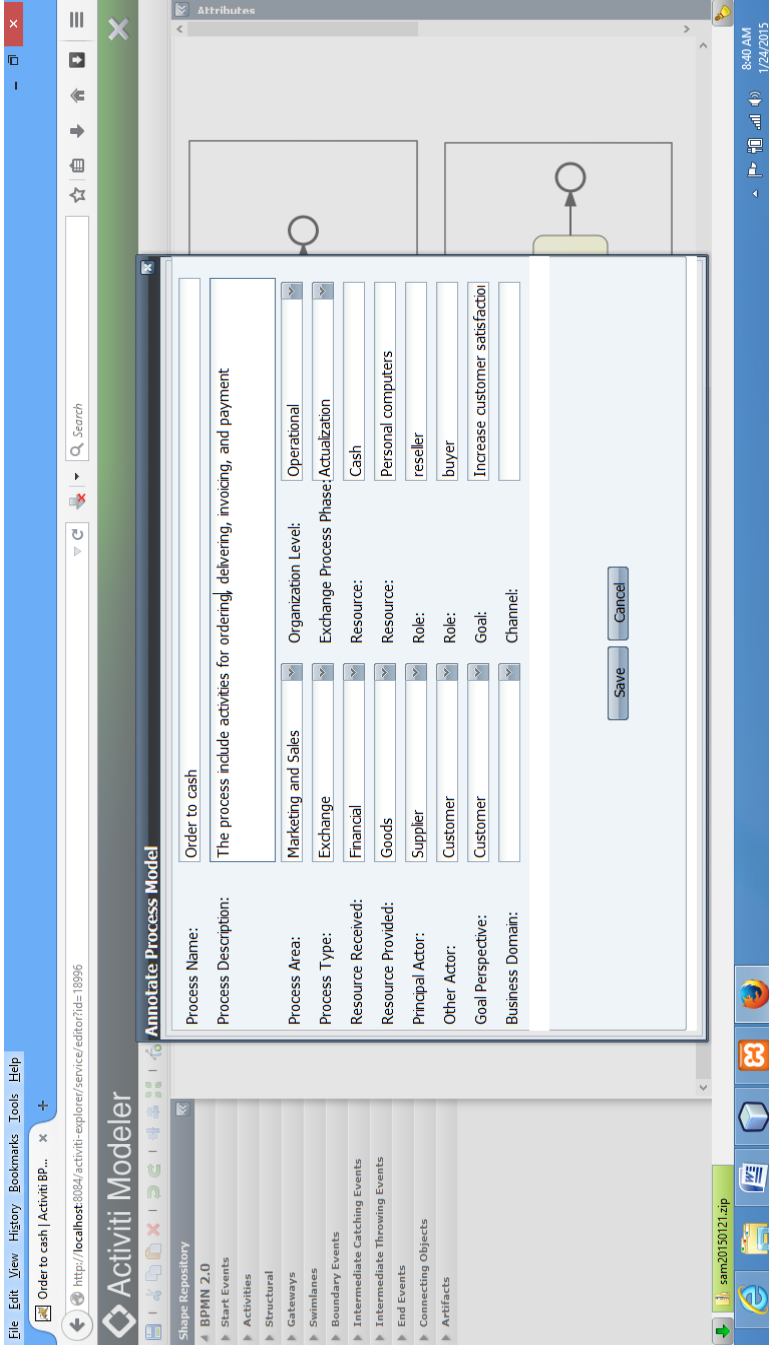 File Edit View History Bookmarks Tools Help
Order to cash | Activiti BP... × +
http://localhost:8084/activiti-explorer/service/editor?id=18996
Search
Activiti Modeler
Shape Repository
BPMN 2.0
Start Events
Activities
Structural
Gateways
Swimlanes
Boundary Events
Intermediate Catching Events
Intermediate Throwing Events
End Events
Connecting Objects
Artifacts
Attributes
Annotate Process Model
Process Name: Order to cash
Process Description: The process include activities for ordering, delivering, invoicing, and payment
Process Area: Marketing and Sales Organization Level: Operational
Process Type: Exchange Exchange Process Phase: Actualization
Resource Received: Financial Resource: Cash
Resource Provided: Goods Resource: Personal computers
Principal Actor: Supplier Role: reseller
Other Actor: Customer Role: buyer
Goal Perspective: Customer Goal: Increase customer satisfaction
Business Domain: Channel:
Save Cancel
sam20150121.zip
8:40 AM
1/24/2015